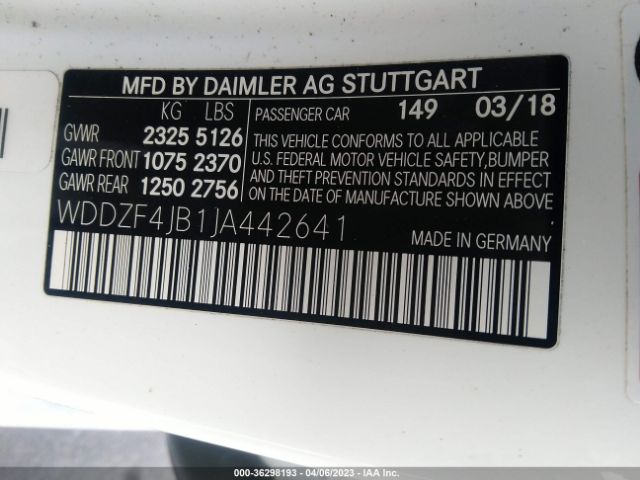 MFD BY DAIMLER AG STUTTGART
KG LBS
GVWR 2325 5126
GAWR FRONT 1075 2370
GAWR REAR 1250 2756
PASSENGER CAR 149 03/18
THIS VEHICLE CONFORMS TO ALL APPLICABLE
U.S. FEDERAL MOTOR VEHICLE SAFETY, BUMPER
AND THEFT PREVENTION STANDARDS IN EFFECT
ON THE DATE OF MANUFACTURE SHOWN ABOVE
WDDZF4JB1JA442641
MADE IN GERMANY
000 - 36298193 - 04/06/2023 - IAA Inc.